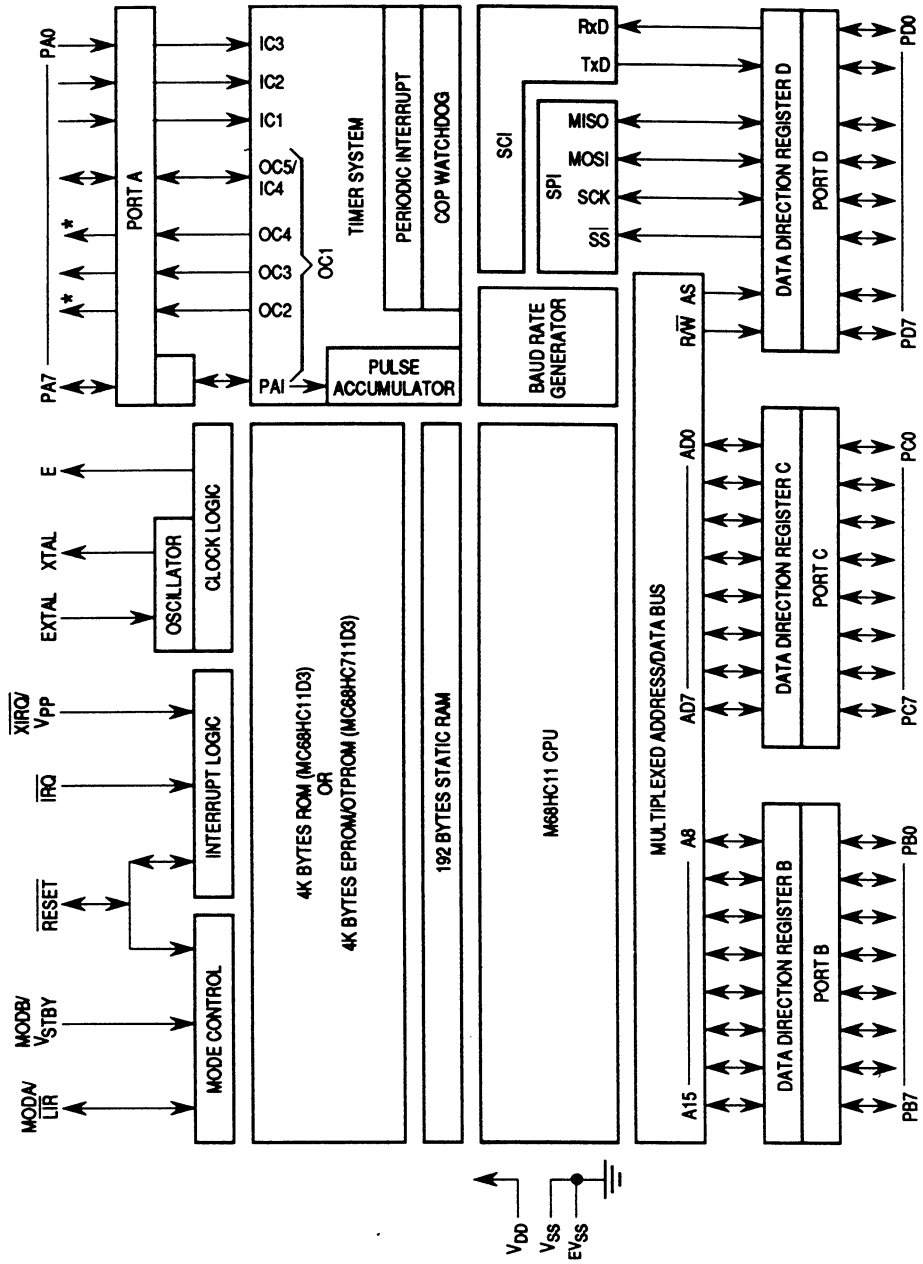 MODA/
LIR
MODB/
VSTBY
RESET
IRQ
XIRQ/
VPP
EXTAL
XTAL
E
PA7
PA0
*
*
MODE CONTROL
INTERRUPT LOGIC
OSCILLATOR
CLOCK LOGIC
PORT A
PAI
OC2
OC3
OC4
OC5/
IC4
IC1
IC2
IC3
OC1
4K BYTES ROM (MC68HC11D3)
OR
4K BYTES EPROM/OTPROM (MC68HC711D3)
TIMER SYSTEM
PULSE
ACCUMULATOR
PERIODIC INTERRUPT
COP WATCHDOG
192 BYTES STATIC RAM
VDD
VSS
EVSS
M68HC11 CPU
BAUD RATE
GENERATOR
SPI
SCI
SS
SCK
MOSI
MISO
TxD
RxD
MULTIPLEXED ADDRESS/DATA BUS
A15
A8
AD7
AD0
R/W
AS
DATA DIRECTION REGISTER B
PORT B
DATA DIRECTION REGISTER C
PORT C
DATA DIRECTION REGISTER D
PORT D
PB7
PB0
PC7
PC0
PD7
PD0